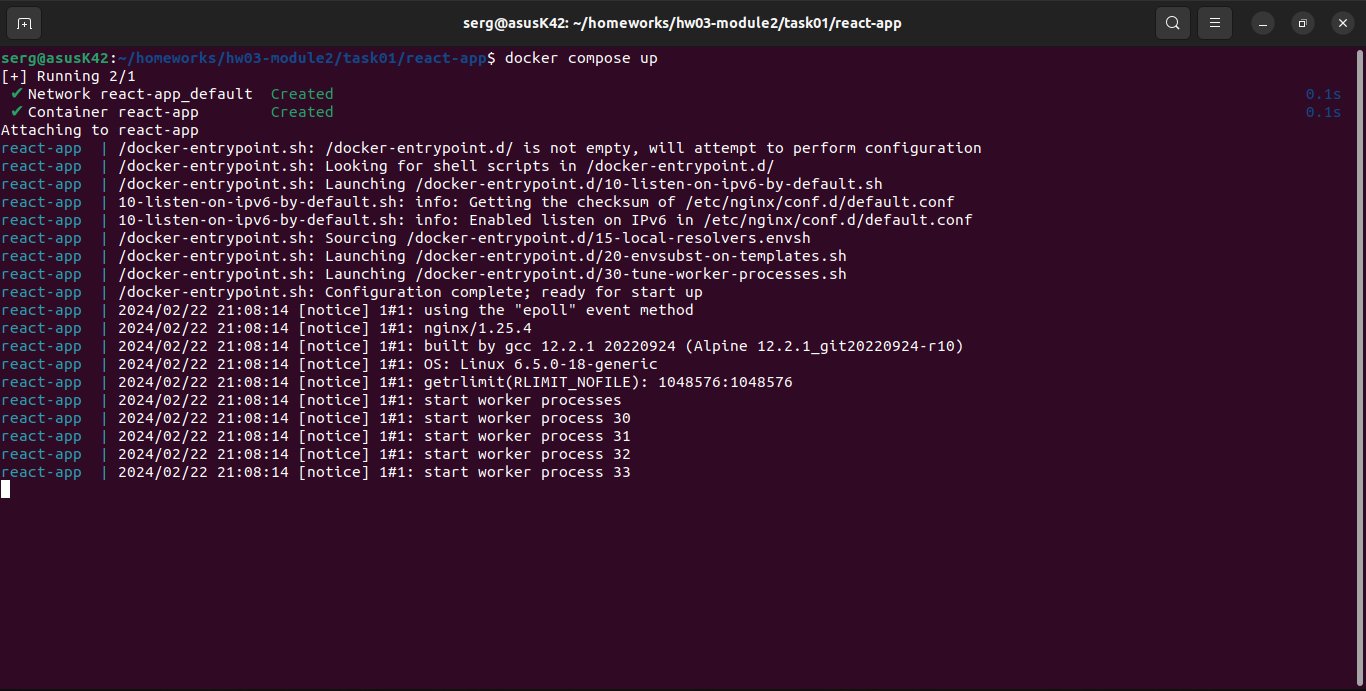 serg@asusK42: ~/homeworks/hw03-module2/task01/react-app
serg@asusK42:~/homeworks/hw03-module2/task01/react-app$ docker compose up
[+] Running 2/1
✔ Network react-app_default  Created 0.1s
✔ Container react-app        Created 0.1s
Attaching to react-app
react-app  | /docker-entrypoint.sh: /docker-entrypoint.d/ is not empty, will attempt to perform configuration
react-app  | /docker-entrypoint.sh: Looking for shell scripts in /docker-entrypoint.d/
react-app  | /docker-entrypoint.sh: Launching /docker-entrypoint.d/10-listen-on-ipv6-by-default.sh
react-app  | 10-listen-on-ipv6-by-default.sh: info: Getting the checksum of /etc/nginx/conf.d/default.conf
react-app  | 10-listen-on-ipv6-by-default.sh: info: Enabled listen on IPv6 in /etc/nginx/conf.d/default.conf
react-app  | /docker-entrypoint.sh: Sourcing /docker-entrypoint.d/15-local-resolvers.envsh
react-app  | /docker-entrypoint.sh: Launching /docker-entrypoint.d/20-envsubst-on-templates.sh
react-app  | /docker-entrypoint.sh: Launching /docker-entrypoint.d/30-tune-worker-processes.sh
react-app  | /docker-entrypoint.sh: Configuration complete; ready for start up
react-app  | 2024/02/22 21:08:14 [notice] 1#1: using the "epoll" event method
react-app  | 2024/02/22 21:08:14 [notice] 1#1: nginx/1.25.4
react-app  | 2024/02/22 21:08:14 [notice] 1#1: built by gcc 12.2.1 20220924 (Alpine 12.2.1_git20220924-r10)
react-app  | 2024/02/22 21:08:14 [notice] 1#1: OS: Linux 6.5.0-18-generic
react-app  | 2024/02/22 21:08:14 [notice] 1#1: getrlimit(RLIMIT_NOFILE): 1048576:1048576
react-app  | 2024/02/22 21:08:14 [notice] 1#1: start worker processes
react-app  | 2024/02/22 21:08:14 [notice] 1#1: start worker process 30
react-app  | 2024/02/22 21:08:14 [notice] 1#1: start worker process 31
react-app  | 2024/02/22 21:08:14 [notice] 1#1: start worker process 32
react-app  | 2024/02/22 21:08:14 [notice] 1#1: start worker process 33